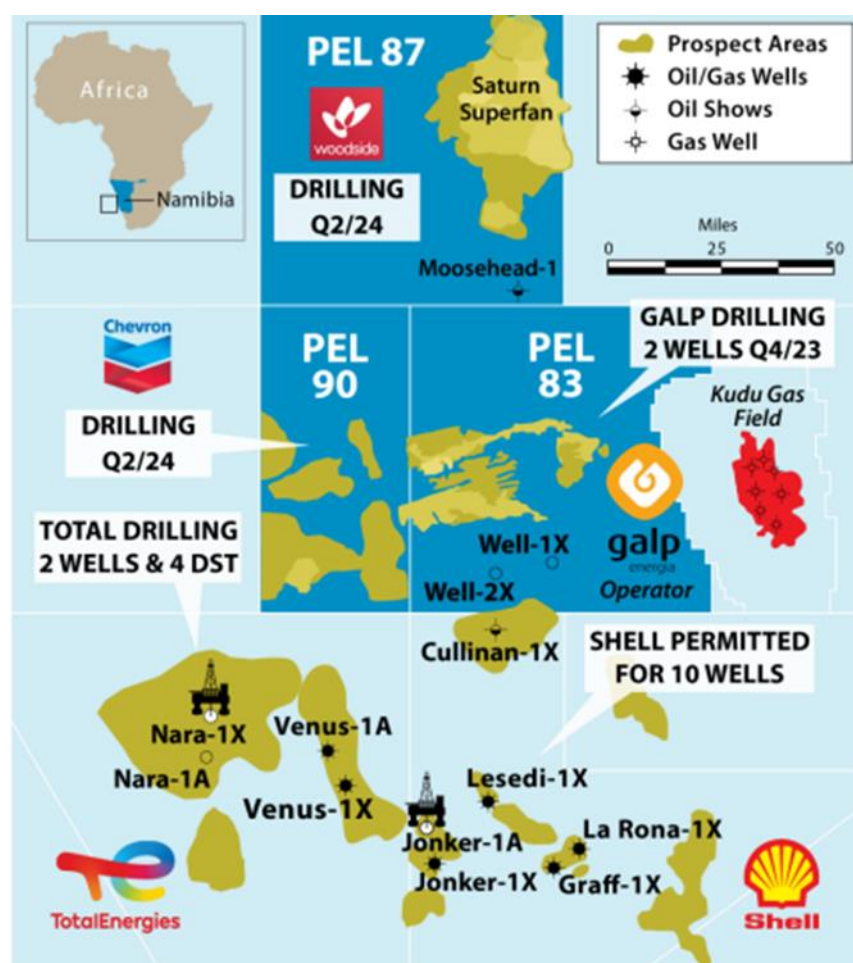 Africa
Namibia
PEL 87
woodside
DRILLING
Q2/24
Saturn
Superfan
Moosehead-1
Prospect Areas
Oil/Gas Wells
Oil Shows
Gas Well
Miles
0 25 50
Chevron
DRILLING
Q2/24
PEL
90
PEL
83
GALP DRILLING
2 WELLS Q4/23
Kudu Gas
Field
TOTAL DRILLING
2 WELLS & 4 DST
Well-1X
Well-2X
galp
energia
Operator
Cullinan-1X
SHELL PERMITTED
FOR 10 WELLS
Nara-1X
Nara-1A
Venus-1A
Venus-1X
Lesedi-1X
Jonker-1A
Jonker-1X
La Rona-1X
Graff-1X
TotalEnergies
Shell